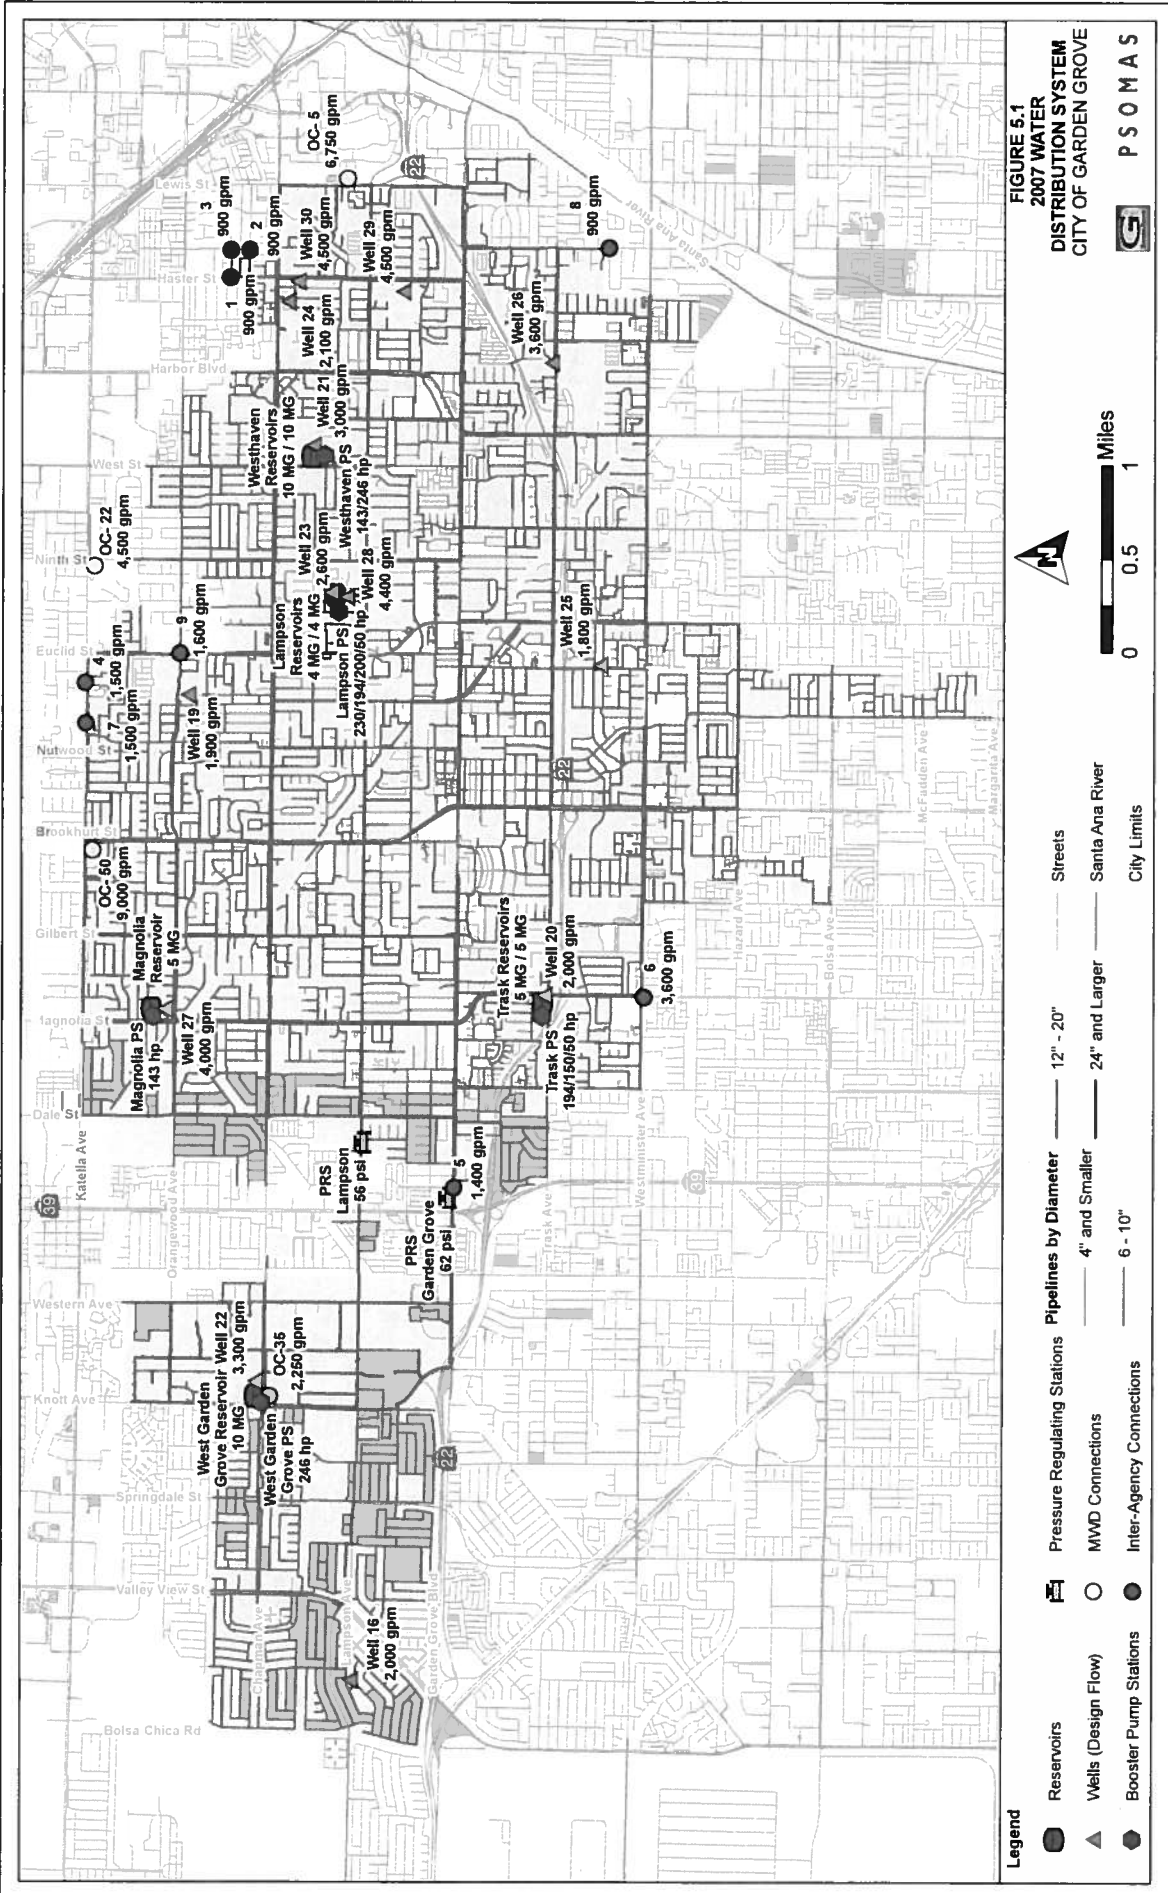 FIGURE 5.1
2007 WATER
DISTRIBUTION SYSTEM
CITY OF GARDEN GROVE
G
PSOMAS
Lewis St
Haster St
Harbor Blvd
West St
Ninth St
Euclid St
Nutwood St
Brookhurt St
Gilbert St
Magnolia St
Dale St
Western Ave
Knott Ave
Springdale St
Valley View St
Bolsa Chica Rd
Katella Ave
Orangewood Ave
Chapman Ave
Lampson Ave
Garden Grove Blvd
Trask Ave
Westminster Ave
Hazard Ave
Bolsa Ave
McFadden Ave
Margarita Ave
Santa Ana River
39
39
22
22
22
OC- 5
6,750 gpm
3
900 gpm
2
900 gpm
1
900 gpm
Well 30
4,500 gpm
Well 29
4,500 gpm
Well 24
2,100 gpm
Well 21
3,000 gpm
Well 26
3,600 gpm
8
900 gpm
Westhaven
Reservoirs
10 MG / 10 MG
Westhaven PS
143/246 hp
OC- 22
4,500 gpm
Well 23
2,600 gpm
Well 28
4,400 gpm
Lampson
Reservoirs
4 MG / 4 MG
Lampson PS
230/194/200/50 hp
9
1,600 gpm
4
1,500 gpm
7
1,500 gpm
Well 19
1,900 gpm
Well 25
1,800 gpm
OC- 50
9,000 gpm
Magnolia
Reservoir
5 MG
Magnolia PS
143 hp
Well 27
4,000 gpm
Trask Reservoirs
5 MG / 5 MG
Well 20
2,000 gpm
Trask PS
194/150/50 hp
6
3,600 gpm
PRS
Lampson
56 psi
5
1,400 gpm
PRS
Garden Grove
62 psi
West Garden
Grove Reservoir
10 MG
Well 22
3,300 gpm
OC-35
2,250 gpm
West Garden
Grove PS
246 hp
Well 16
2,000 gpm
N
0 0.5 1
Miles
Legend
Reservoirs
Wells (Design Flow)
Booster Pump Stations
Pressure Regulating Stations
MWD Connections
Inter-Agency Connections
Pipelines by Diameter
4" and Smaller
6 - 10"
12" - 20"
24" and Larger
Streets
Santa Ana River
City Limits